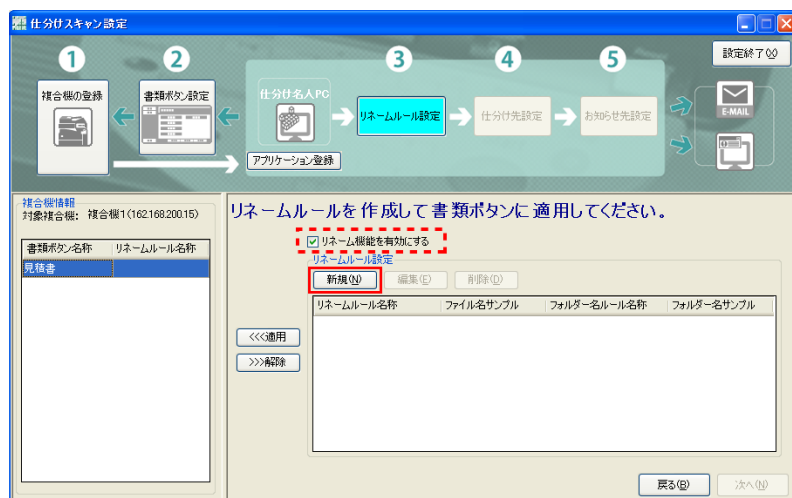 仕分けスキャン設定
設定終了(X)
1
2
3
4
5
複合機の登録
書類ボタン設定
仕分け名人PC
リネームルール設定
仕分け先設定
お知らせ先設定
E-MAIL
アプリケーション登録
複合機情報
対象複合機: 複合機1(162.168.200.15)
書類ボタン名称 リネームルール名称
見積書
リネームルールを作成して書類ボタンに適用してください。
リネーム機能を有効にする
リネームルール設定
新規(N) 編集(E) 削除(D)
リネームルール名称 ファイル名サンプル フォルダー名ルール名称 フォルダー名サンプル
<<<適用
>>>解除
戻る(B) 次へ(N)